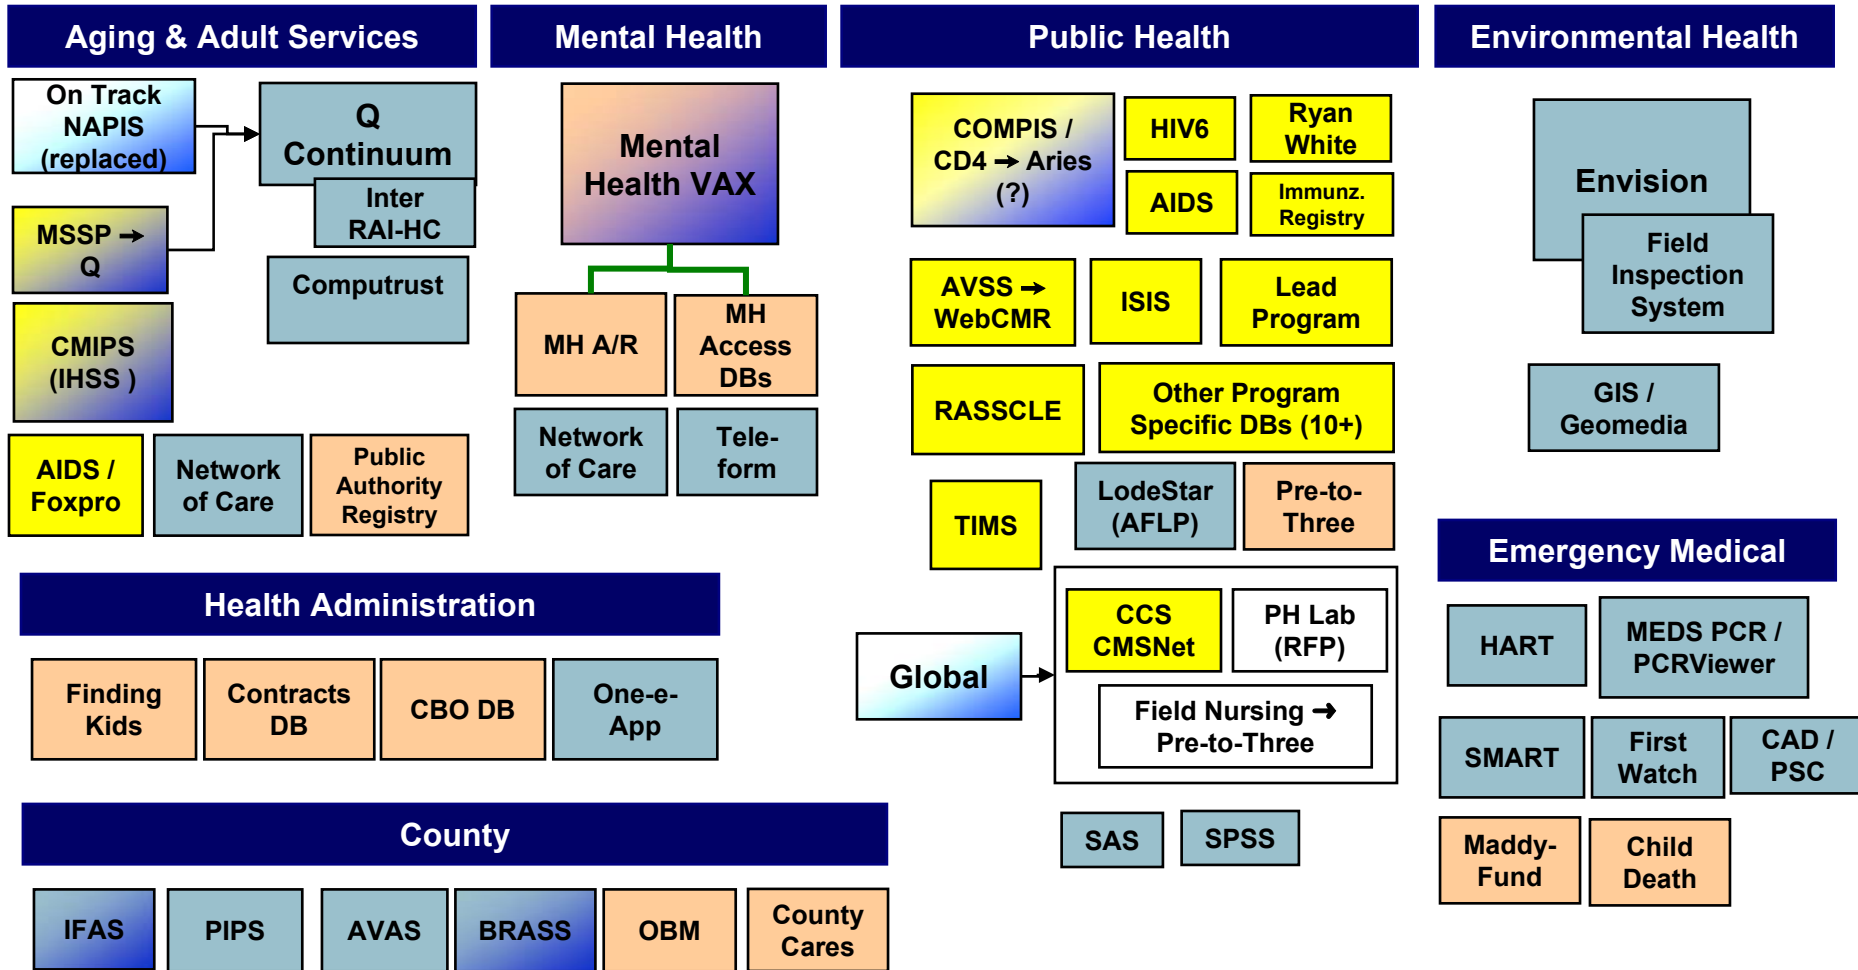 Aging & Adult Services
On Track
NAPIS
(replaced)
Q
Continuum
Inter
RAI-HC
MSSP →
Q
Computrust
CMIPS
(IHSS )
AIDS /
Foxpro
Network
of Care
Public
Authority
Registry
Mental Health
Mental
Health VAX
MH A/R
MH
Access
DBs
Network
of Care
Tele-
form
Public Health
COMPIS /
CD4 → Aries
(?)
HIV6
Ryan
White
AIDS
Immunz.
Registry
AVSS →
WebCMR
ISIS
Lead
Program
RASSCLE
Other Program
Specific DBs (10+)
TIMS
LodeStar
(AFLP)
Pre-to-
Three
Global
CCS
CMSNet
PH Lab
(RFP)
Field Nursing →
Pre-to-Three
SAS
SPSS
Environmental Health
Envision
Field
Inspection
System
GIS /
Geomedia
Emergency Medical
HART
MEDS PCR /
PCRViewer
SMART
First
Watch
CAD /
PSC
Maddy-
Fund
Child
Death
Health Administration
Finding
Kids
Contracts
DB
CBO DB
One-e-
App
County
IFAS
PIPS
AVAS
BRASS
OBM
County
Cares